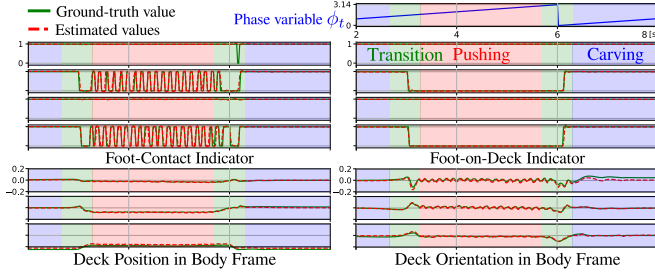 Ground-truth value
Estimated values
Phase variable ϕt
3.14
0
2
4
6
8 [s
1
0
1
0
Transition Pushing Carving
Foot-Contact Indicator
Foot-on-Deck Indicator
0.2
0.0
−0.2
0.2
0.0
−0.2
Deck Position in Body Frame
Deck Orientation in Body Frame